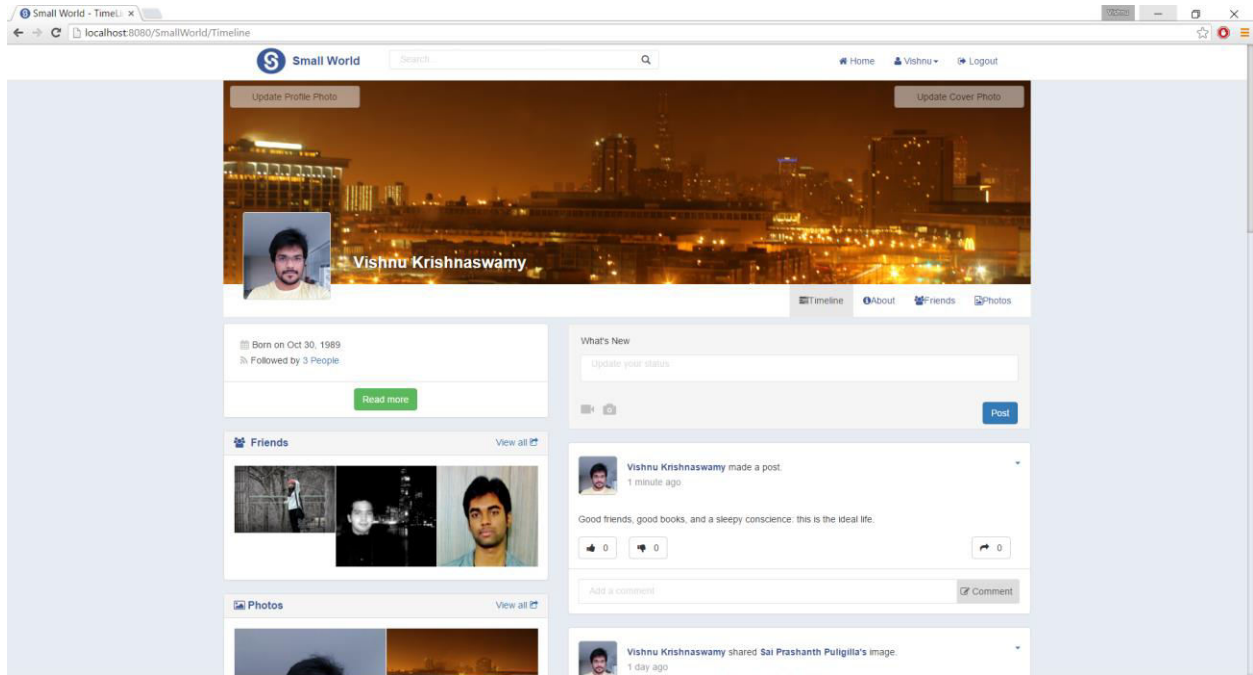 Small World - TimeLi
Vishnu
localhost:8080/SmallWorld/Timeline
Small World
Search...
Home
Vishnu
Logout
Update Profile Photo
Update Cover Photo
Vishnu Krishnaswamy
Timeline
About
Friends
Photos
Born on Oct 30, 1989
Followed by 3 People
Read more
Friends
View all
Photos
View all
What's New
Update your status
Post
Vishnu Krishnaswamy made a post.
1 minute ago
Good friends, good books, and a sleepy conscience: this is the ideal life.
0
0
0
Add a comment
Comment
Vishnu Krishnaswamy shared Sai Prashanth Puligilla's image.
1 day ago